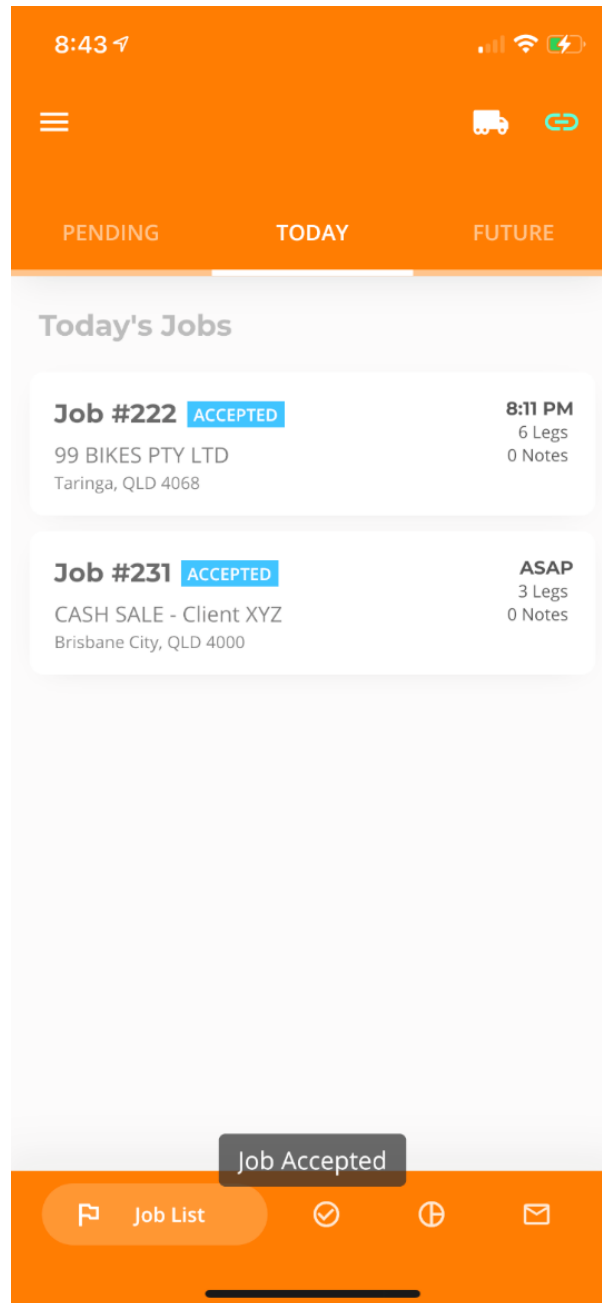 8:43
PENDING TODAY FUTURE
Today's Jobs
Job #222 ACCEPTED 8:11 PM
6 Legs
99 BIKES PTY LTD 0 Notes
Taringa, QLD 4068
Job #231 ACCEPTED ASAP
3 Legs
CASH SALE - Client XYZ 0 Notes
Brisbane City, QLD 4000
Job Accepted
Job List